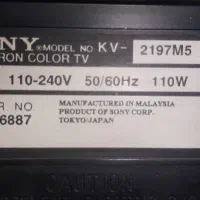 NY MODEL NO KV- 2197M5
RON COLOR TV
110-240V 50/60Hz 110W
R NO
6887
MANUFACTURED IN MALAYSIA
PRODUCT OF SONY CORP.
TOKYO/JAPAN
CAUTION